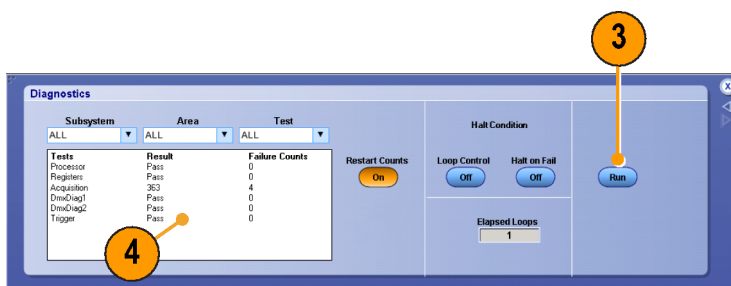 3
Diagnostics
X
Subsystem Area Test
ALL ALL ALL
Halt Condition
Tests Result Failure Counts
Processor Pass 0
Registers Pass 0
Acquisition 363 4
DmxDiag1 Pass 0
DmxDiag2 Pass 0
Trigger Pass 0
Restart Counts
On
Loop Control Halt on Fail
Off Off
Run
Elapsed Loops
1
4